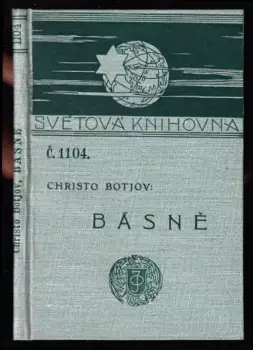 1104
Christo Botjov, BÁSNĚ
SVĚTOVÁ KNIHOVNA
Č. 1104.
CHRISTO BOTJOV:
BÁSNĚ